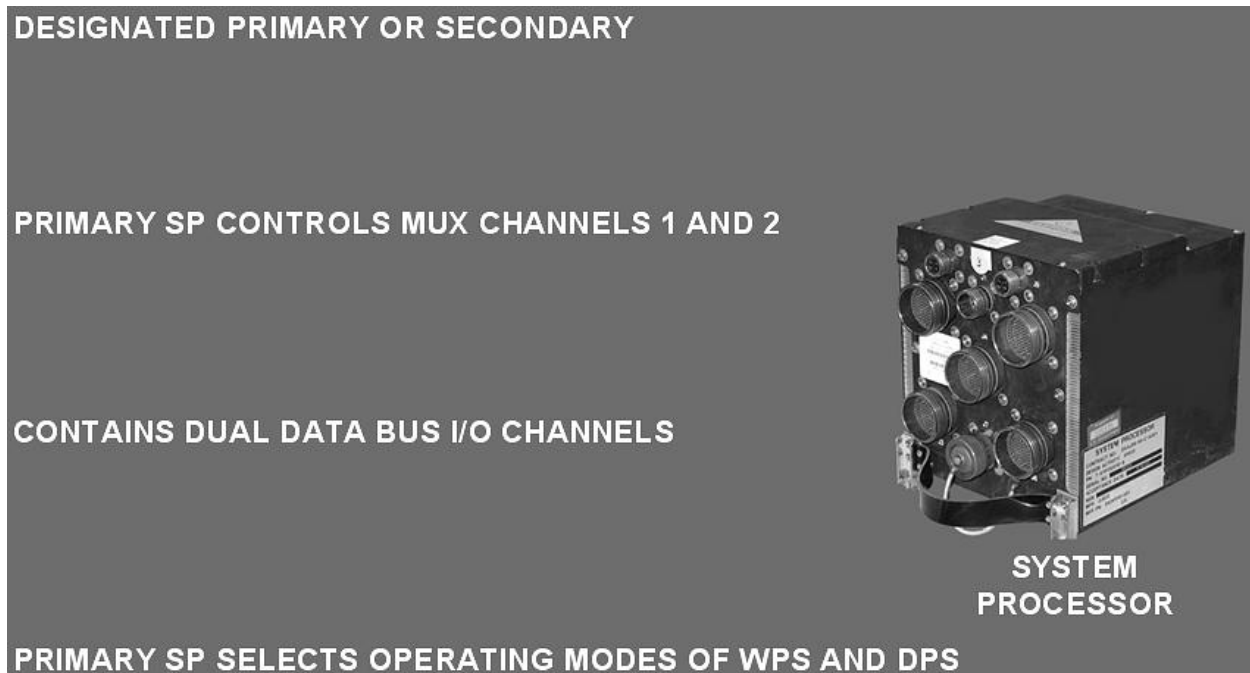 DESIGNATED PRIMARY OR SECONDARY
PRIMARY SP CONTROLS MUX CHANNELS 1 AND 2
CONTAINS DUAL DATA BUS I/O CHANNELS
SYSTEM PROCESSOR
SYSTEM
PROCESSOR
PRIMARY SP SELECTS OPERATING MODES OF WPS AND DPS